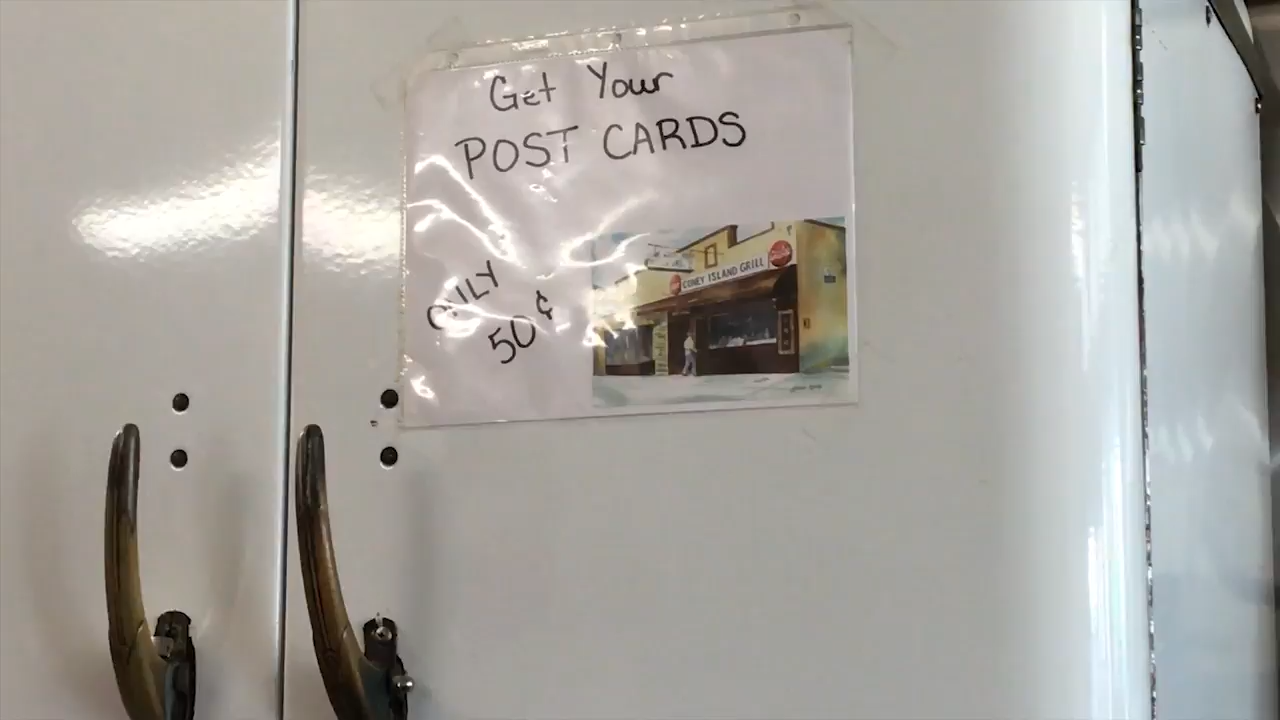 Get Your
POST CARDS
ONLY
50¢
CONEY ISLAND GRILL